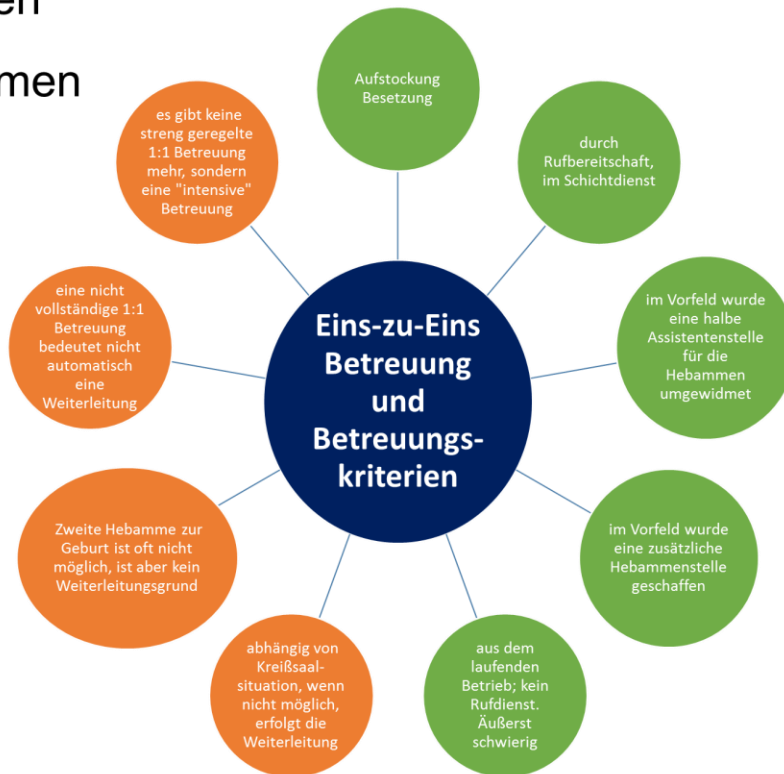 en
men
Eins-zu-Eins
Betreuung
und
Betreuungs-
kriterien
Aufstockung
Besetzung
durch
Rufbereitschaft,
im Schichtdienst
im Vorfeld wurde
eine halbe
Assistentenstelle
für die
Hebammen
umgewidmet
im Vorfeld wurde
eine zusätzliche
Hebammenstelle
geschaffen
aus dem
laufenden
Betrieb; kein
Rufdienst.
Äußerst
schwierig
abhängig von
Kreißsaal-
situation, wenn
nicht möglich,
erfolgt die
Weiterleitung
Zweite Hebamme zur
Geburt ist oft nicht
möglich, ist aber kein
Weiterleitungsgrund
eine nicht
vollständige 1:1
Betreuung
bedeutet nicht
automatisch
eine
Weiterleitung
es gibt keine
streng geregelte
1:1 Betreuung
mehr, sondern
eine "intensive"
Betreuung